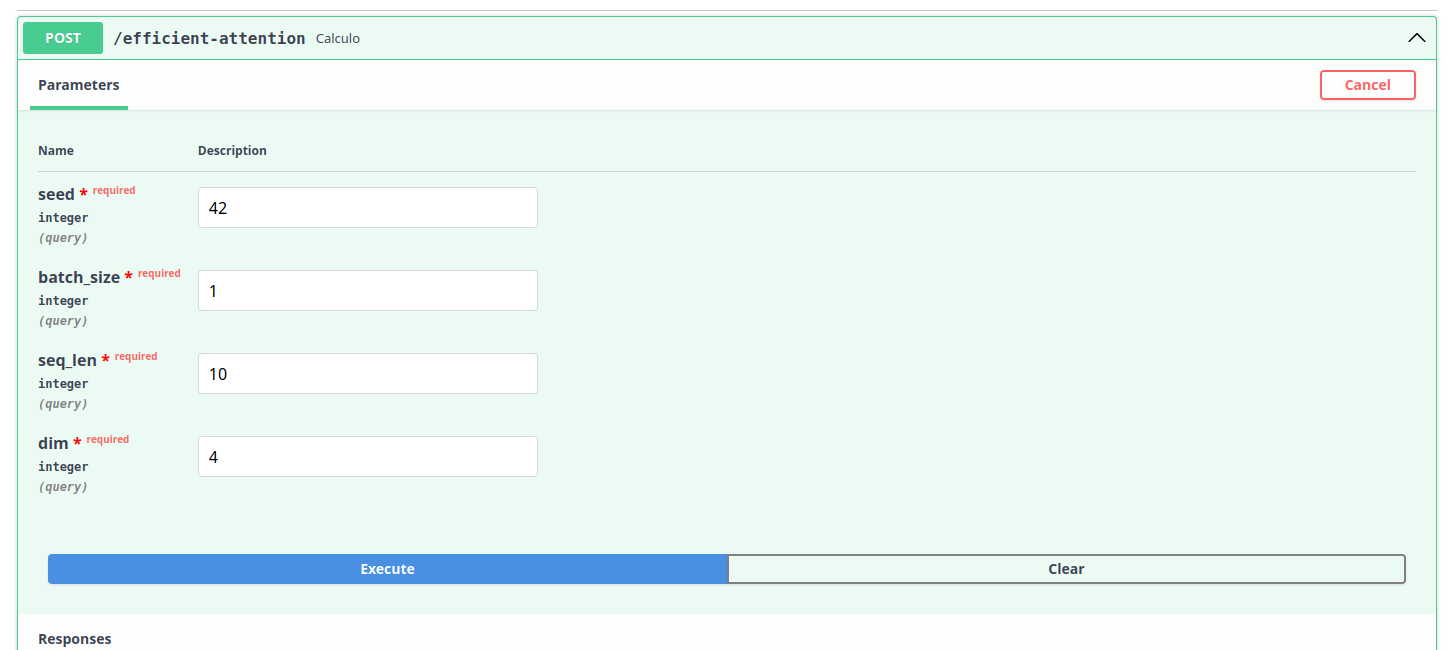 POST /efficient-attention Calculo
Parameters Cancel
Name Description
seed * required
integer
(query)
42
batch_size * required
integer
(query)
1
seq_len * required
integer
(query)
10
dim * required
integer
(query)
4
Execute Clear
Responses